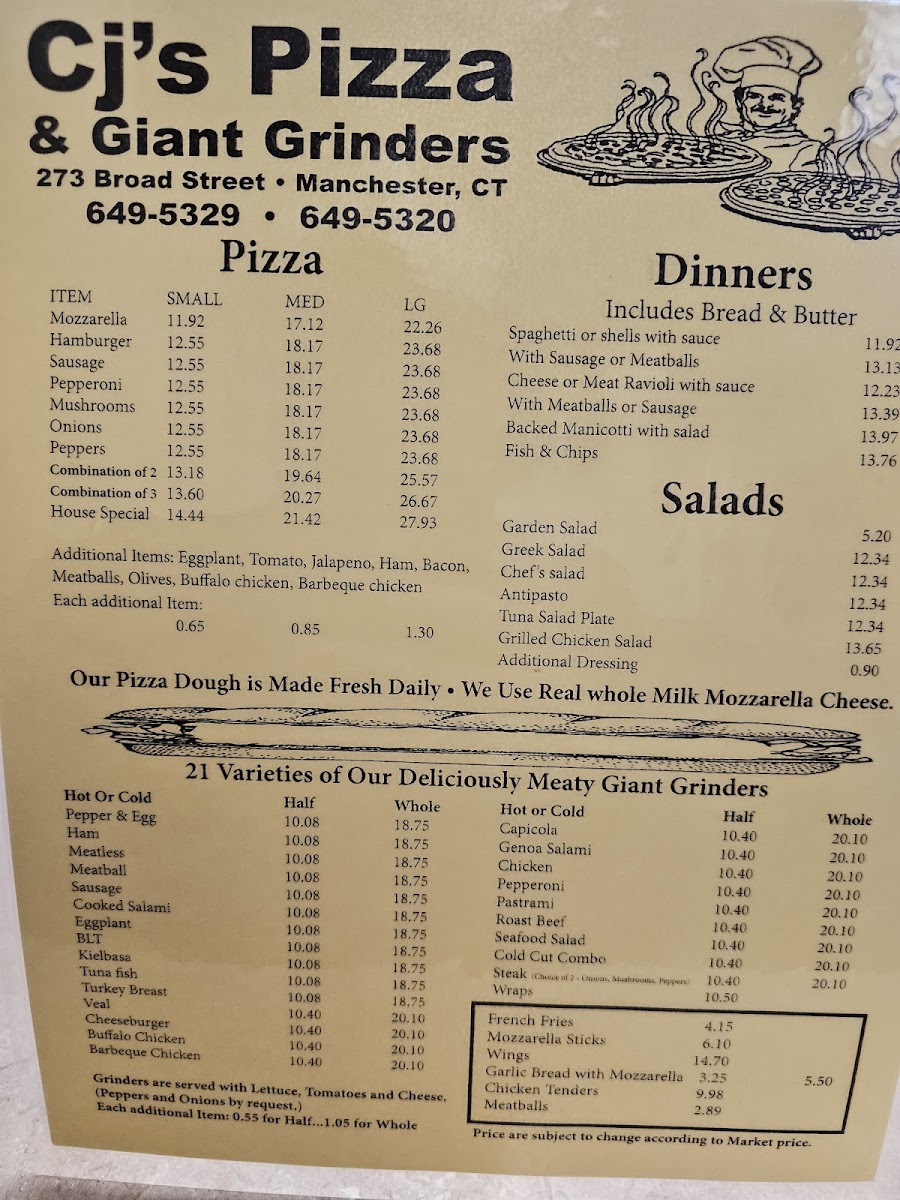 Cj's Pizza
& Giant Grinders
273 Broad Street • Manchester, CT
649-5329 • 649-5320
Pizza
ITEM SMALL MED LG
Mozzarella 11.92 17.12 22.26
Hamburger 12.55 18.17 23.68
Sausage 12.55 18.17 23.68
Pepperoni 12.55 18.17 23.68
Mushrooms 12.55 18.17 23.68
Onions 12.55 18.17 23.68
Peppers 12.55 18.17 23.68
Combination of 2 13.18 19.64 25.57
Combination of 3 13.60 20.27 26.67
House Special 14.44 21.42 27.93
Additional Items: Eggplant, Tomato, Jalapeno, Ham, Bacon,
Meatballs, Olives, Buffalo chicken, Barbeque chicken
Each additional Item:
0.65 0.85 1.30
Dinners
Includes Bread & Butter
Spaghetti or shells with sauce 11.92
With Sausage or Meatballs 13.13
Cheese or Meat Ravioli with sauce 12.23
With Meatballs or Sausage 13.39
Backed Manicotti with salad 13.97
Fish & Chips 13.76
Salads
Garden Salad 5.20
Greek Salad 12.34
Chef's salad 12.34
Antipasto 12.34
Tuna Salad Plate 12.34
Grilled Chicken Salad 13.65
Additional Dressing 0.90
Our Pizza Dough is Made Fresh Daily • We Use Real whole Milk Mozzarella Cheese.
21 Varieties of Our Deliciously Meaty Giant Grinders
Hot Or Cold Half Whole
Pepper & Egg 10.08 18.75
Ham 10.08 18.75
Meatless 10.08 18.75
Meatball 10.08 18.75
Sausage 10.08 18.75
Cooked Salami 10.08 18.75
Eggplant 10.08 18.75
BLT 10.08 18.75
Kielbasa 10.08 18.75
Tuna fish 10.08 18.75
Turkey Breast 10.08 18.75
Veal 10.40 20.10
Cheeseburger 10.40 20.10
Buffalo Chicken 10.40 20.10
Barbeque Chicken 10.40 20.10
Grinders are served with Lettuce, Tomatoes and Cheese.
(Peppers and Onions by request.)
Each additional Item: 0.55 for Half...1.05 for Whole
Hot or Cold Half Whole
Capicola 10.40 20.10
Genoa Salami 10.40 20.10
Chicken 10.40 20.10
Pepperoni 10.40 20.10
Pastrami 10.40 20.10
Roast Beef 10.40 20.10
Seafood Salad 10.40 20.10
Cold Cut Combo 10.40 20.10
Steak (Choice of 2 - Onions, Mushrooms, Peppers) 10.40 20.10
Wraps 10.50
French Fries 4.15
Mozzarella Sticks 6.10
Wings 14.70
Garlic Bread with Mozzarella 3.25 5.50
Chicken Tenders 9.98
Meatballs 2.89
Price are subject to change according to Market price.